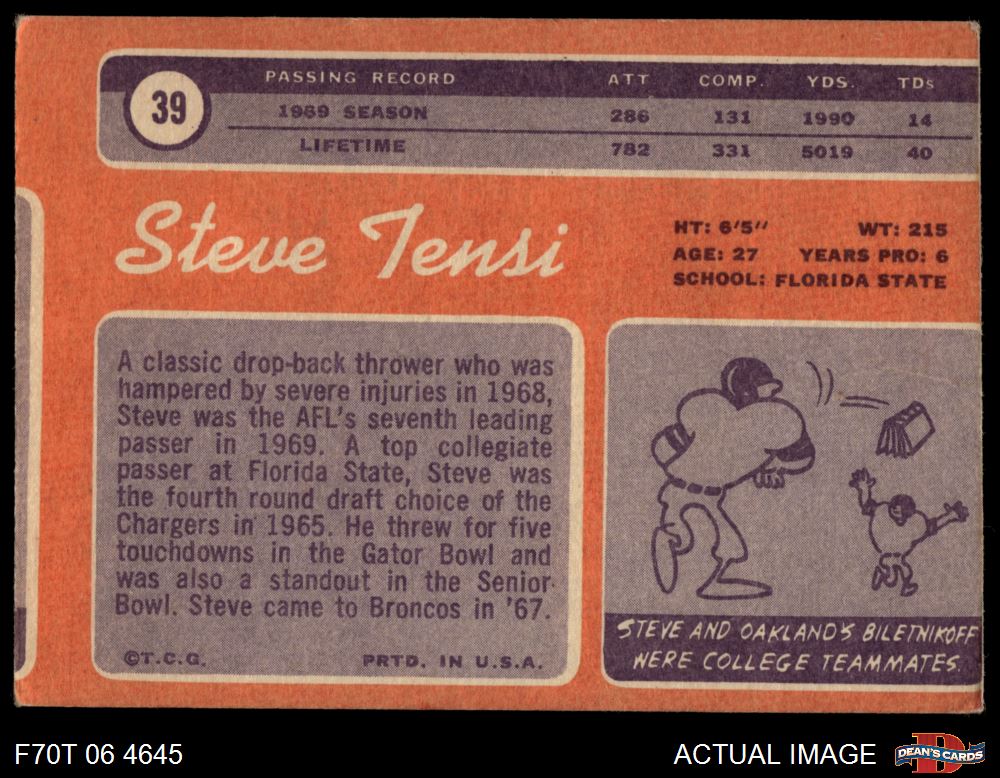 39 PASSING RECORD ATT COMP. YDS. TDs
1969 SEASON 286 131 1990 14
LIFETIME 782 331 5019 40
Steve Tensi
HT: 6'5" WT: 215
AGE: 27 YEARS PRO: 6
SCHOOL: FLORIDA STATE
A classic drop-back thrower who was
hampered by severe injuries in 1968,
Steve was the AFL's seventh leading
passer in 1969. A top collegiate
passer at Florida State, Steve was
the fourth round draft choice of the
Chargers in 1965. He threw for five
touchdowns in the Gator Bowl and
was also a standout in the Senior
Bowl. Steve came to Broncos in '67.
©T.C.G. PRTD. IN U.S.A.
STEVE AND OAKLAND'S BILETNIKOFF
WERE COLLEGE TEAMMATES.
F70T 06 4645 ACTUAL IMAGE
D
DEAN'S CARDS